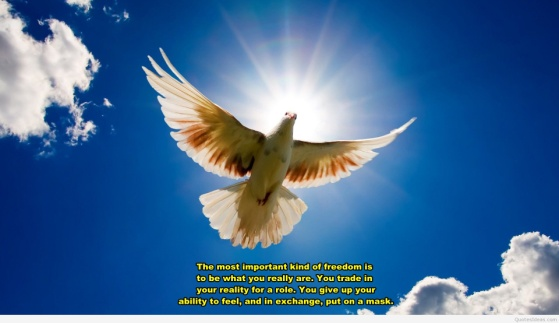 The most important kind of freedom is
to be what you really are. You trade in
your reality for a role. You give up your
ability to feel, and in exchange, put on a mask.